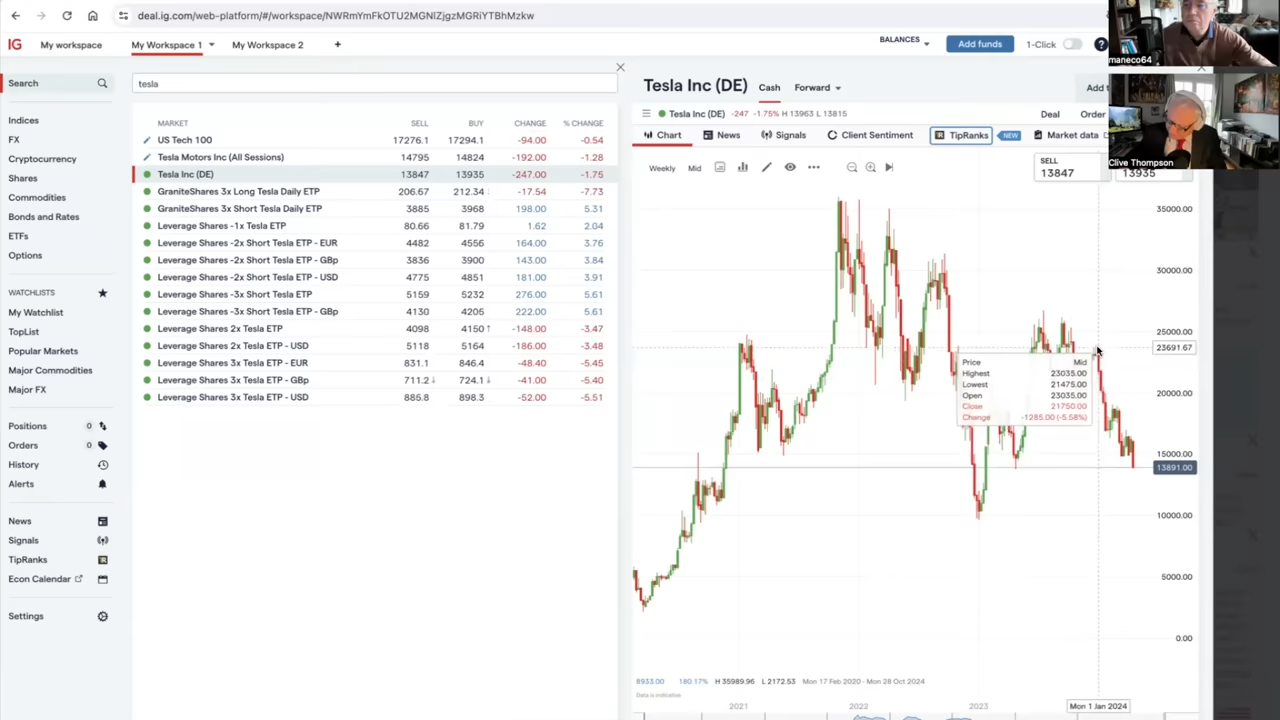 deal.ig.com/web-platform/#/workspace/NWRmYmFkOTU2MGNlZjgzMGRiYTBhMzkw
IG My workspace My Workspace 1 My Workspace 2 + BALANCES Add funds 1-Click ?
maneco64
Search
tesla
Tesla Inc (DE) Cash Forward
Tesla Inc (DE) -247 -1.75% H 13963 L 13815 Deal Order
Chart News Signals Client Sentiment TipRanks NEW Market data
Clive Thompson
Weekly Mid
SELL
13847 13935
Indices
FX
Cryptocurrency
Shares
Commodities
Bonds and Rates
ETFs
Options
WATCHLISTS
My Watchlist
TopList
Popular Markets
Major Commodities
Major FX
Positions 0
Orders 0
History
Alerts
News
Signals
TipRanks
Econ Calendar
Settings
MARKET SELL BUY CHANGE % CHANGE
US Tech 100 17276.1 17294.1 -94.00 -0.54
Tesla Motors Inc (All Sessions) 14795 14824 -192.00 -1.28
Tesla Inc (DE) 13847 13935 -247.00 -1.75
GraniteShares 3x Long Tesla Daily ETP 206.67 212.34 -17.54 -7.73
GraniteShares 3x Short Tesla Daily ETP 3885 3968 198.00 5.31
Leverage Shares -1x Tesla ETP 80.66 81.79 1.62 2.04
Leverage Shares -2x Short Tesla ETP - EUR 4482 4556 164.00 3.76
Leverage Shares -2x Short Tesla ETP - GBp 3836 3900 143.00 3.84
Leverage Shares -2x Short Tesla ETP - USD 4775 4851 181.00 3.91
Leverage Shares -3x Short Tesla ETP 5159 5232 276.00 5.61
Leverage Shares -3x Short Tesla ETP - GBp 4130 4205 222.00 5.61
Leverage Shares 2x Tesla ETP 4098 4150 -148.00 -3.47
Leverage Shares 2x Tesla ETP - USD 5118 5164 -186.00 -3.48
Leverage Shares 3x Tesla ETP - EUR 831.1 846.4 -48.40 -5.45
Leverage Shares 3x Tesla ETP - GBp 711.2 724.1 -41.00 -5.40
Leverage Shares 3x Tesla ETP - USD 885.8 898.3 -52.00 -5.51
35000.00
30000.00
25000.00
23691.67
20000.00
15000.00
13891.00
10000.00
5000.00
0.00
Price Mid
Highest 23035.00
Lowest 21475.00
Open 23035.00
Close 21750.00
Change -1285.00 (-5.58%)
8933.00 180.17% H 35989.96 L 2172.53 Mon 17 Feb 2020 - Mon 28 Oct 2024
Data is indicative
2021 2022 2023 Mon 1 Jan 2024